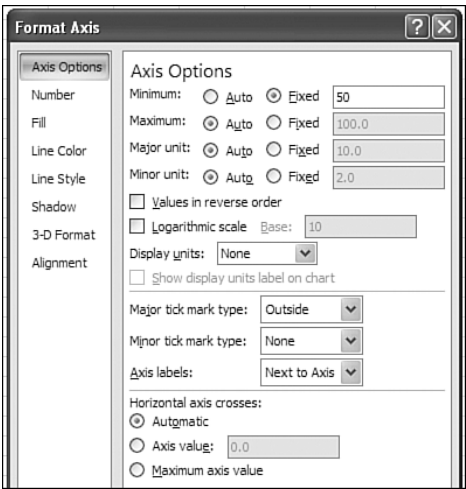 Format Axis
Axis Options
Number
Fill
Line Color
Line Style
Shadow
3-D Format
Alignment
Axis Options
Minimum: Auto Fixed 50
Maximum: Auto Fixed 100.0
Major unit: Auto Fixed 10.0
Minor unit: Auto Fixed 2.0
Values in reverse order
Logarithmic scale Base: 10
Display units: None
Show display units label on chart
Major tick mark type: Outside
Minor tick mark type: None
Axis labels: Next to Axis
Horizontal axis crosses:
Automatic
Axis value: 0.0
Maximum axis value